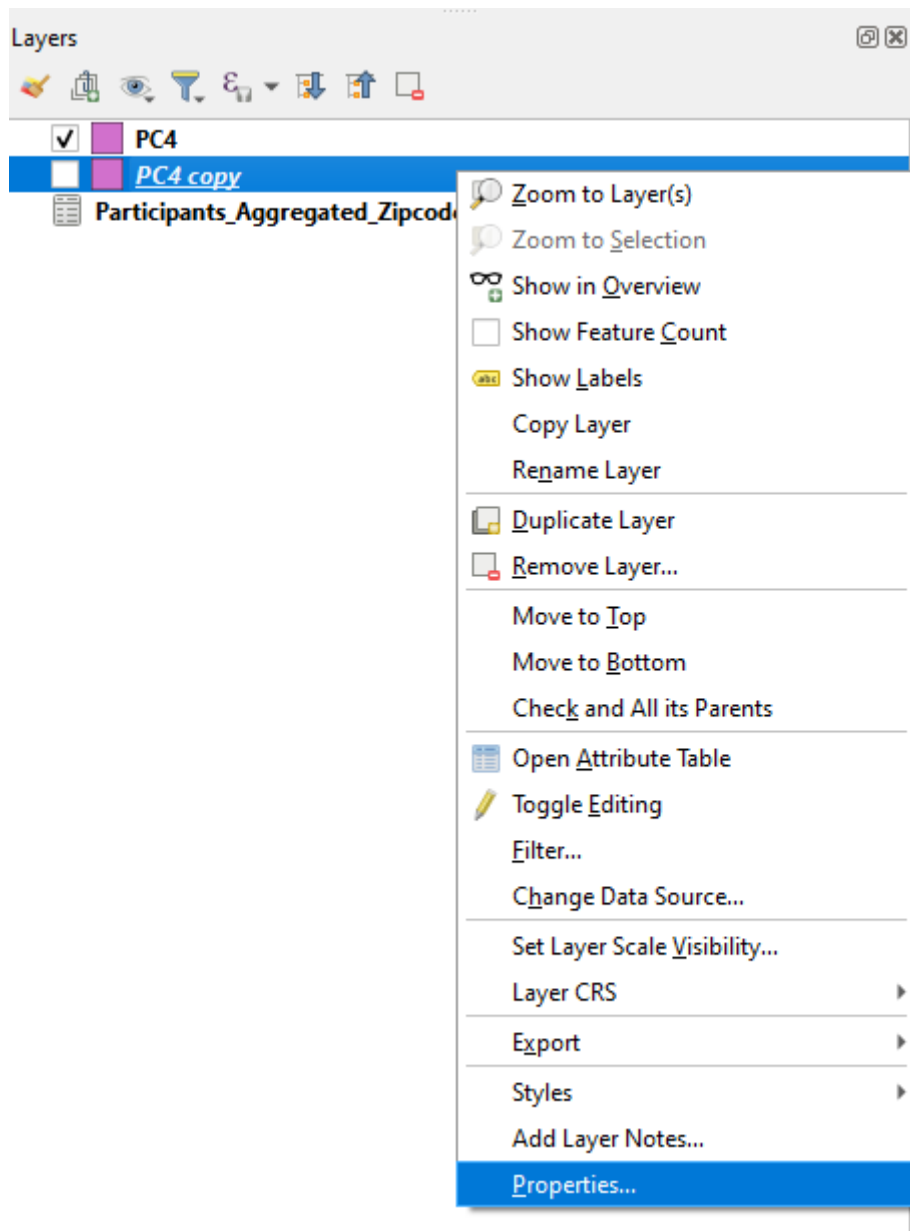 Layers
PC4
PC4 copy
Participants_Aggregated_Zipcod
Zoom to Layer(s)
Zoom to Selection
Show in Overview
Show Feature Count
abc Show Labels
Copy Layer
Rename Layer
Duplicate Layer
Remove Layer...
Move to Top
Move to Bottom
Check and All its Parents
Open Attribute Table
Toggle Editing
Filter...
Change Data Source...
Set Layer Scale Visibility...
Layer CRS
Export
Styles
Add Layer Notes...
Properties...